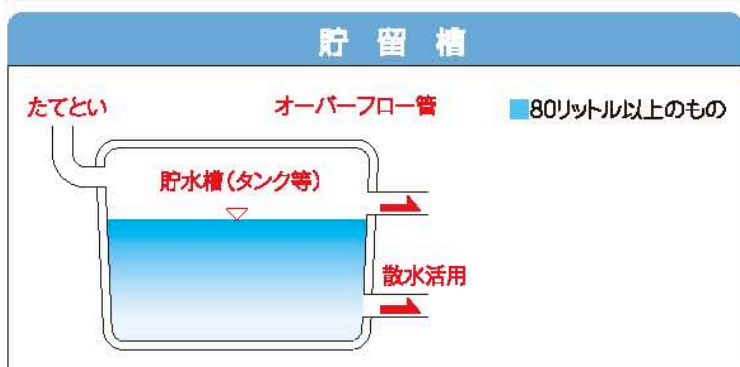 貯留槽
たてとい
オーバーフロー管
■80リットル以上のもの
貯水槽（タンク等）
散水活用